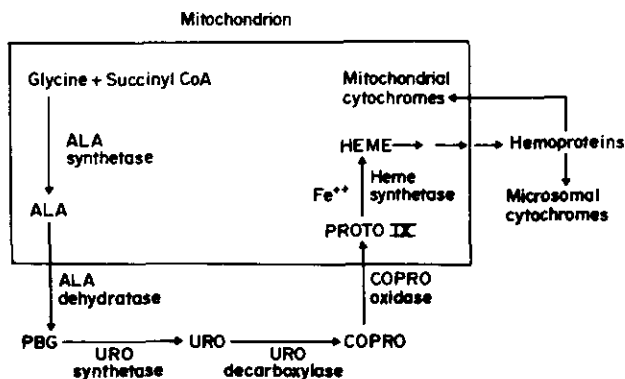 Mitochondrion
Glycine + Succinyl CoA
Mitochondrial
cytochromes
ALA
synthetase
HEME
Hemoproteins
Fe++
Heme
synthetase
Microsomal
cytochromes
ALA
PROTO IX
ALA
dehydratase
COPRO
oxidase
PBG
URO
COPRO
URO
synthetase
URO
decarboxylase